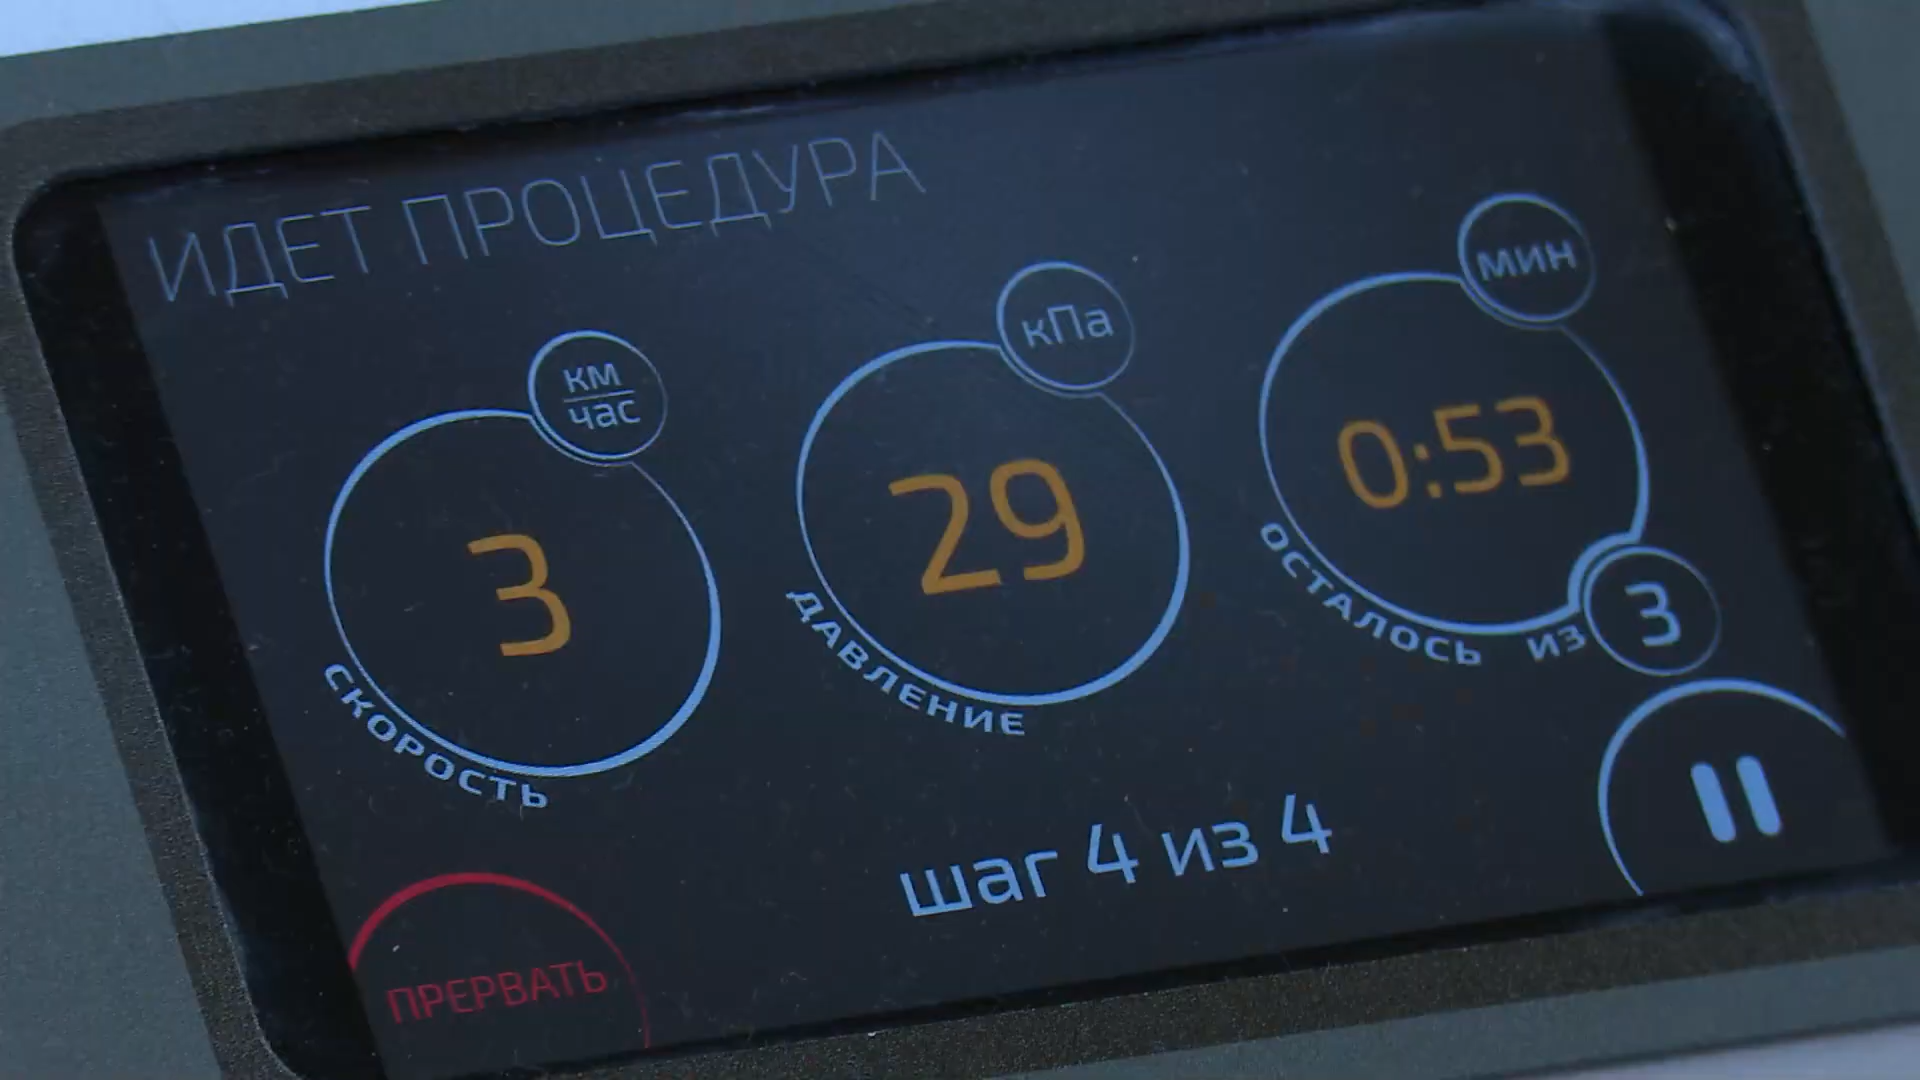 ИДЕТ ПРОЦЕДУРА
км
час
3
СКОРОСТЬ
кПа
29
ДАВЛЕНИЕ
мин
0:53
ОСТАЛОСЬ из 3
шаг 4 из 4
ПРЕРВАТЬ